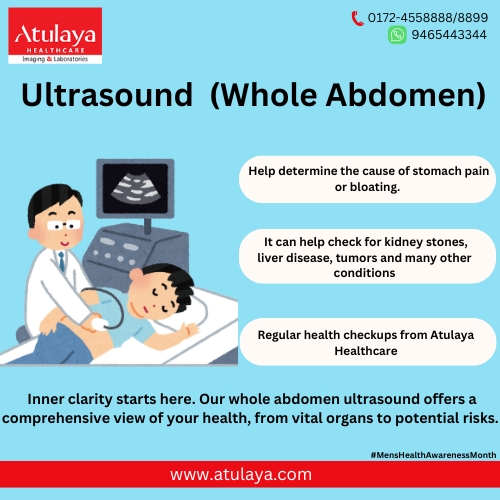 Atulaya
HEALTHCARE
Imaging & Laboratories
0172-4558888/8899
9465443344
Ultrasound (Whole Abdomen)
Help determine the cause of stomach pain
or bloating.
It can help check for kidney stones,
liver disease, tumors and many other
conditions
Regular health checkups from Atulaya
Healthcare
Inner clarity starts here. Our whole abdomen ultrasound offers a
comprehensive view of your health, from vital organs to potential risks.
#MensHealthAwarenessMonth
www.atulaya.com